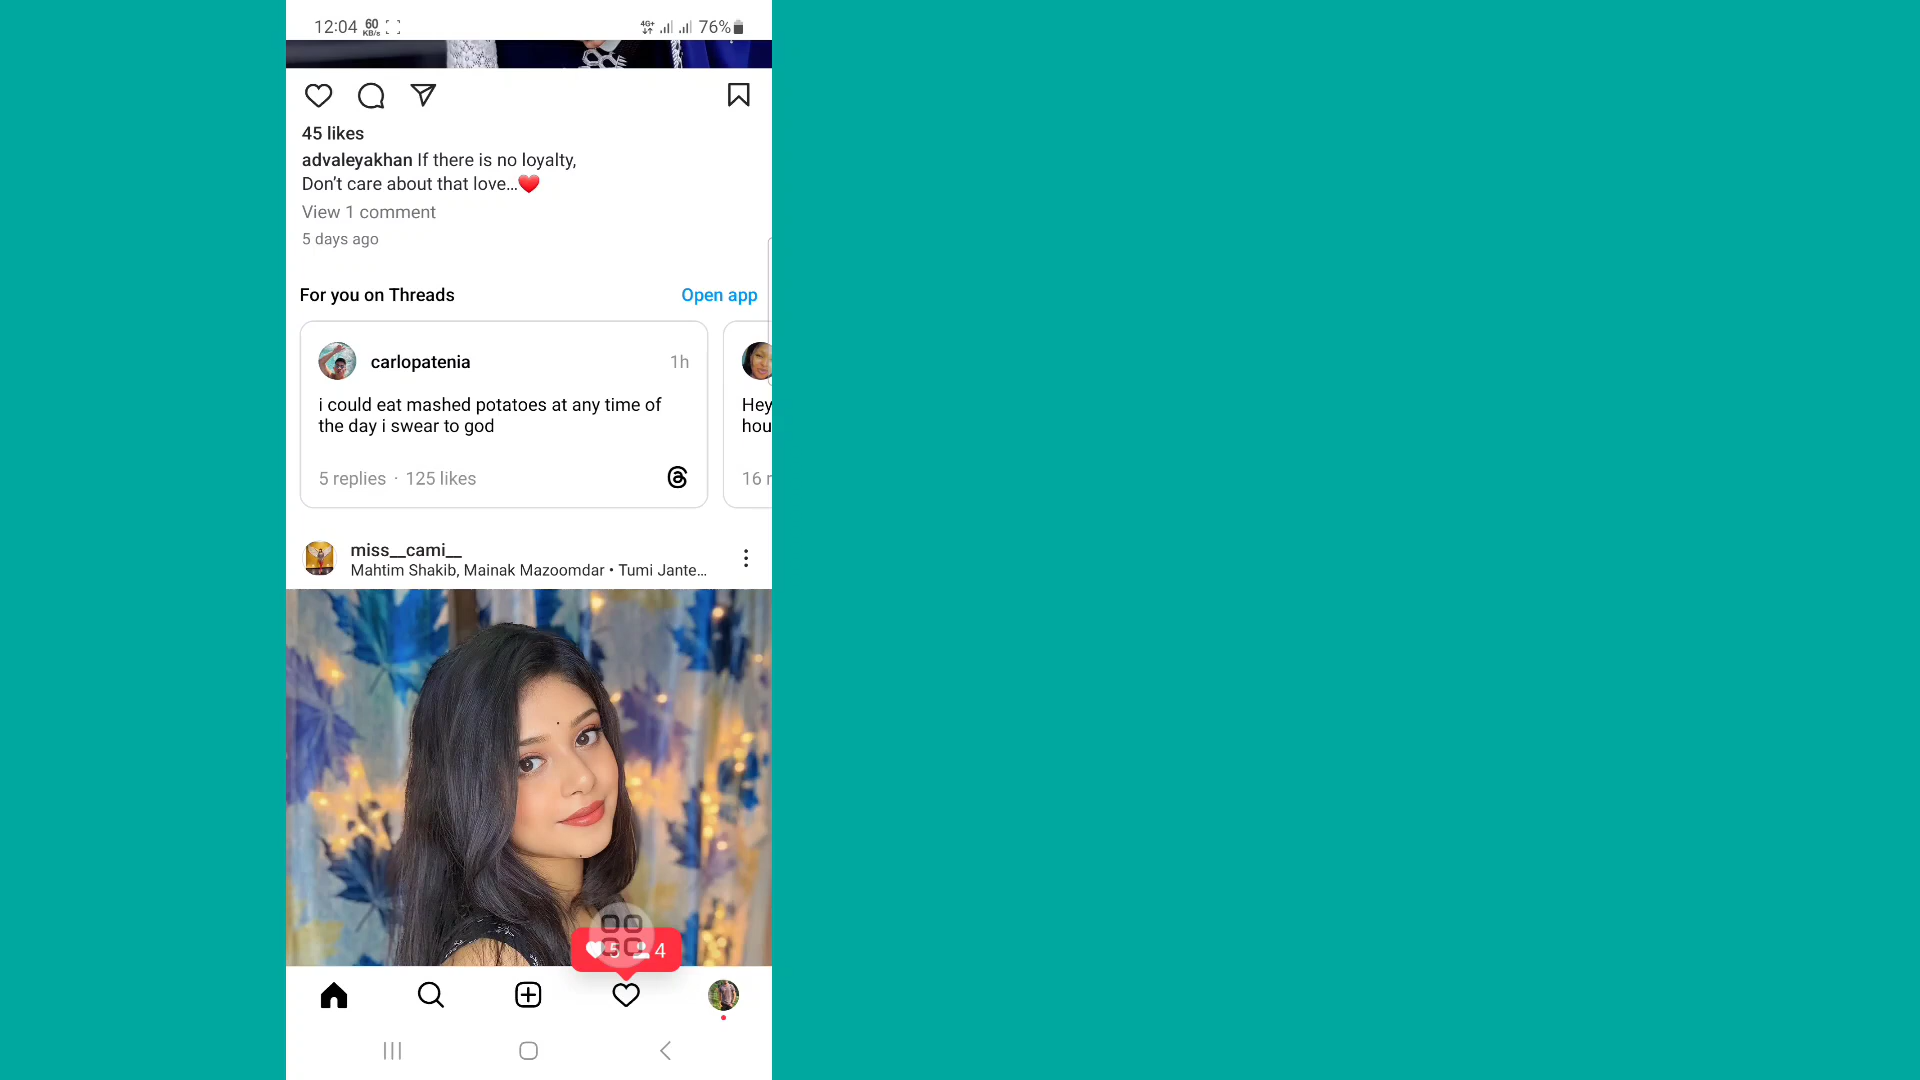 12:04 60 KB/s 4G+ 76%
45 likes
advaleyakhan If there is no loyalty,
Don't care about that love...❤️
View 1 comment
5 days ago
For you on Threads Open app
carlopatenia 1h
i could eat mashed potatoes at any time of
the day i swear to god
5 replies · 125 likes
Hey
hou
16 r
miss__cami__
Mahtim Shakib, Mainak Mazoomdar • Tumi Jante...
5 4